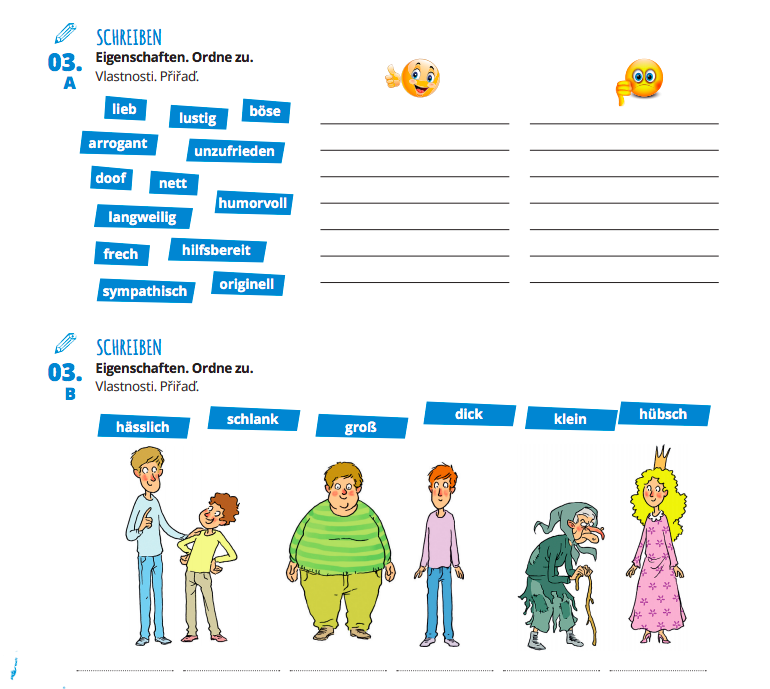 SCHREIBEN
03.
A
Eigenschaften. Ordne zu.
Vlastnosti. Přiřaď.
lieb
lustig
böse
arrogant
unzufrieden
doof
nett
humorvoll
langweilig
frech
hilfsbereit
sympathisch
originell
SCHREIBEN
03.
B
Eigenschaften. Ordne zu.
Vlastnosti. Přiřaď.
hässlich
schlank
groß
dick
klein
hübsch